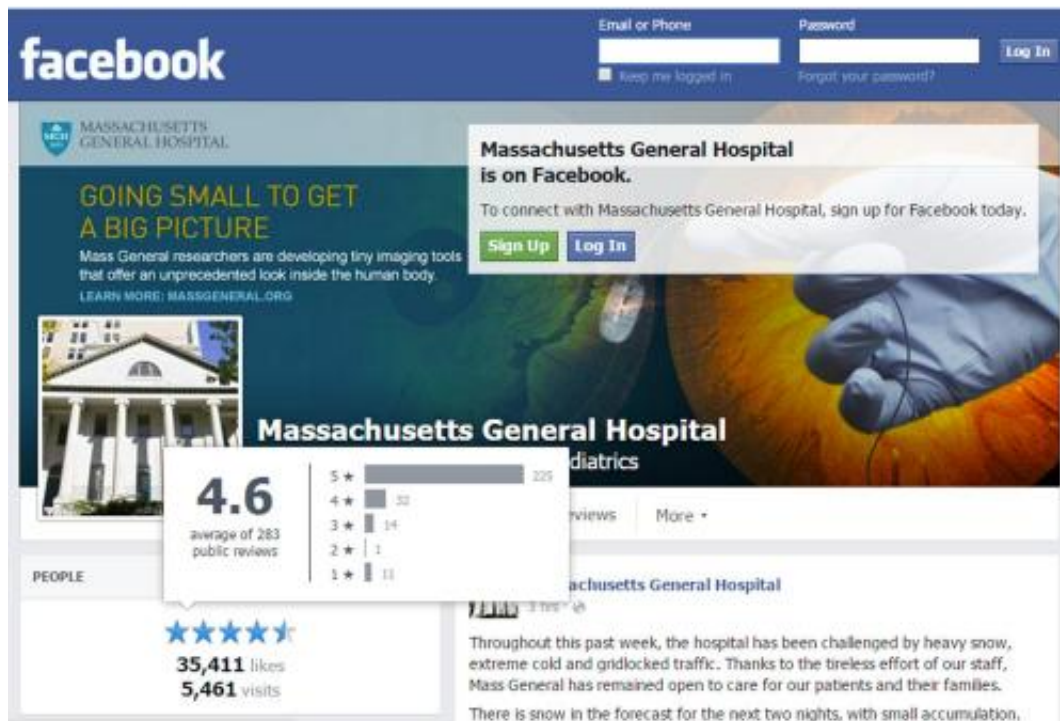 Email or Phone
Password
facebook
Log In
Keep me logged in
Forgot your password?
MASSACHUSETTS
GENERAL HOSPITAL
MGH
1811
Massachusetts General Hospital
is on Facebook.
To connect with Massachusetts General Hospital, sign up for Facebook today.
Sign Up
Log In
GOING SMALL TO GET
A BIG PICTURE
Mass General researchers are developing tiny imaging tools
that offer an unprecedented look inside the human body.
LEARN MORE: MASSGENERAL.ORG
Massachusetts General Hospital
diatrics
4.6
average of 283
public reviews
5 ★ 225
4 ★ 32
3 ★ 14
2 ★ 1
1 ★ 11
views
More
PEOPLE
35,411 likes
5,461 visits
achusetts General Hospital
3 hrs
Throughout this past week, the hospital has been challenged by heavy snow,
extreme cold and gridlocked traffic. Thanks to the tireless effort of our staff,
Mass General has remained open to care for our patients and their families.
There is snow in the forecast for the next two nights, with small accumulation,